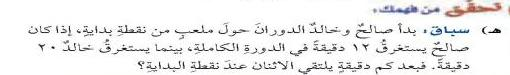 تحقق من فهمك:
هـ) سباق: بدأ صالحٌ وخالدٌ الدورانَ حولَ ملعبٍ من نقطةِ بدايةٍ، إذا كان
صالحٌ يستغرقُ ١٢ دقيقةً في الدورةِ الكاملةِ، بينما يستغرقُ خالدٌ ٢٠
دقيقةً. فبعد كم دقيقةٍ يلتقي الاثنان عندَ نقطةِ البدايةِ؟